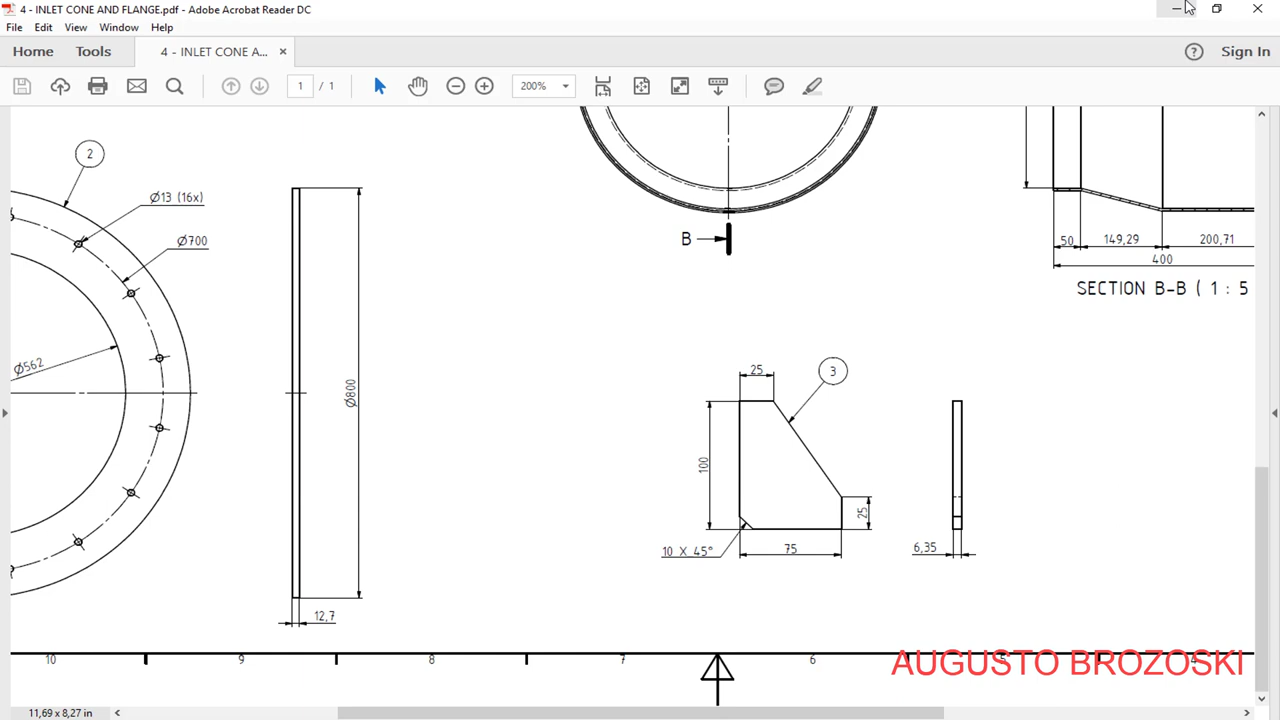 4 - INLET CONE AND FLANGE.pdf - Adobe Acrobat Reader DC
File Edit View Window Help
Home Tools 4 - INLET CONE A... × Sign In
1 / 1 200%
2
Ø13 (16x)
Ø700
Ø562
Ø800
12,7
B
50 149,29 200,71
400
SECTION B-B ( 1 : 5
25
3
100
25
10 X 45°
75
6,35
10 9 8 7 6 5 4
AUGUSTO BROZOSKI
11,69 x 8,27 in